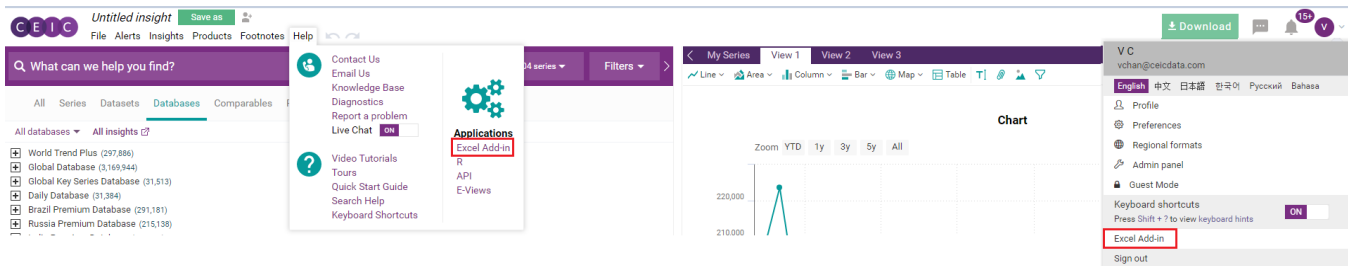 CEIC
Untitled insight Save as
File Alerts Insights Products Footnotes Help
Download
15+
V
What can we help you find?
04 series
Filters
All Series Datasets Databases Comparables
All databases All insights
World Trend Plus (297,886)
Global Database (3,169,944)
Global Key Series Database (31,513)
Daily Database (31,384)
Brazil Premium Database (291,181)
Russia Premium Database (215,138)
Contact Us
Email Us
Knowledge Base
Diagnostics
Report a problem
Live Chat ON
Video Tutorials
Tours
Quick Start Guide
Search Help
Keyboard Shortcuts
Applications
Excel Add-in
R
API
E-Views
My Series View 1 View 2 View 3
Line Area Column Bar Map Table T
Chart
Zoom YTD 1y 3y 5y All
220,000
210,000
V C
vchan@ceicdata.com
English 中文 日本語 한국어 Русский Bahasa
Profile
Preferences
Regional formats
Admin panel
Guest Mode
Keyboard shortcuts
Press Shift + ? to view keyboard hints
ON
Excel Add-in
Sign out